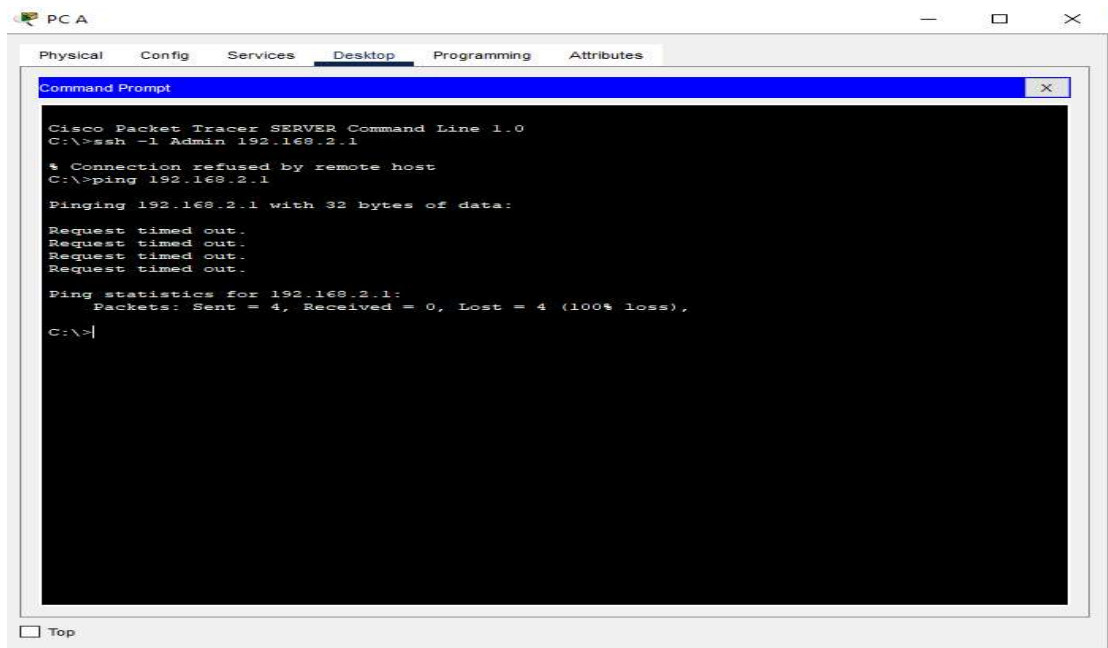 PC A
Physical Config Services Desktop Programming Attributes
Command Prompt
Cisco Packet Tracer SERVER Command Line 1.0
C:\>ssh -l Admin 192.168.2.1
% Connection refused by remote host
C:\>ping 192.168.2.1
Pinging 192.168.2.1 with 32 bytes of data:
Request timed out.
Request timed out.
Request timed out.
Request timed out.
Ping statistics for 192.168.2.1:
Packets: Sent = 4, Received = 0, Lost = 4 (100% loss),
C:\>
Top